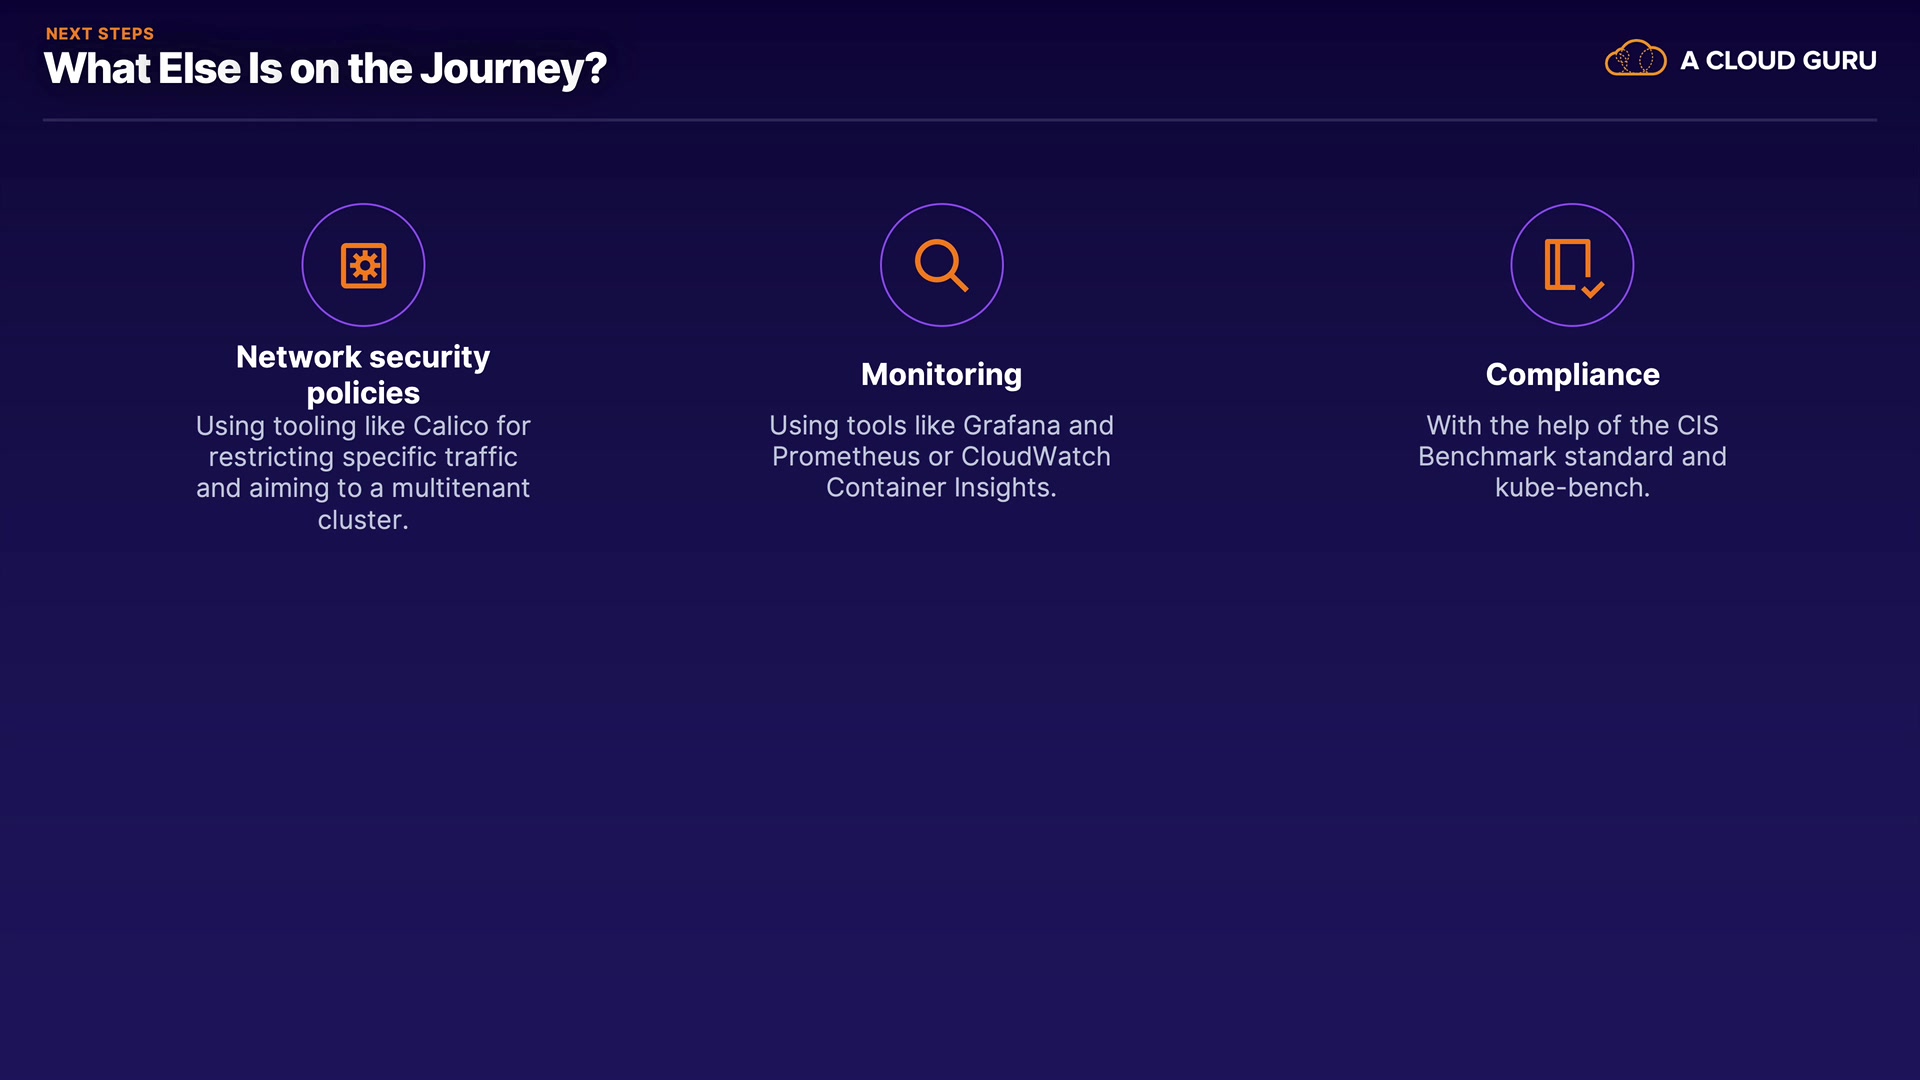 NEXT STEPS
What Else Is on the Journey?
A CLOUD GURU
Network security
policies
Using tooling like Calico for
restricting specific traffic
and aiming to a multitenant
cluster.
Monitoring
Using tools like Grafana and
Prometheus or CloudWatch
Container Insights.
Compliance
With the help of the CIS
Benchmark standard and
kube-bench.